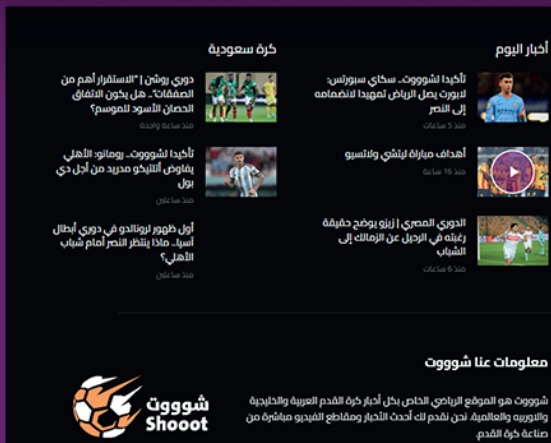 أخبار اليوم
تأكيدا لشوووت.. سكاي سبورتس:
لابورت يصل الرياض تمهيدا لانضمامه
إلى النصر
منذ 5 ساعات
أهداف مباراة ليتشي ولاتسيو
منذ 16 ساعة
الدوري المصري | زيزو يوضح حقيقة
رغبته في الرحيل عن الزمالك إلى
الشباب
منذ 6 ساعات
كرة سعودية
دوري روشن | "الاستقرار أهم من
الصفقات".. هل يكون الاتفاق
الحصان الأسود للموسم؟
منذ ساعة واحدة
تأكيدا لشوووت.. رومانو: الأهلي
يفاوض أتلتيكو مدريد من أجل دي
بول
منذ ساعتين
أول ظهور لرونالدو في دوري أبطال
آسيا.. ماذا ينتظر النصر أمام شباب
الأهلي؟
منذ ساعتين
معلومات عنا شوووت
شوووت هو الموقع الرياضي الخاص بكل أخبار كرة القدم العربية والخليجية
والاوربيه والعالمية. نحن نقدم لك أحدث الأخبار ومقاطع الفيديو مباشرة من
صناعة كرة القدم.
شوووت
Shooot